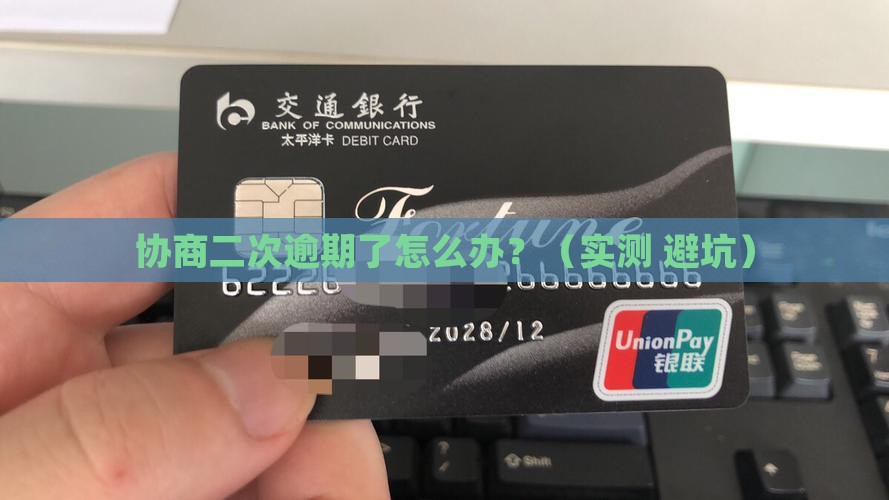 交通銀行
BANK OF COMMUNICATIONS
太平洋卡 DEBIT CARD
Fortune
协商二次逾期了怎么办?(实测 避坑)
2028/12
UnionPay
银联
Shift